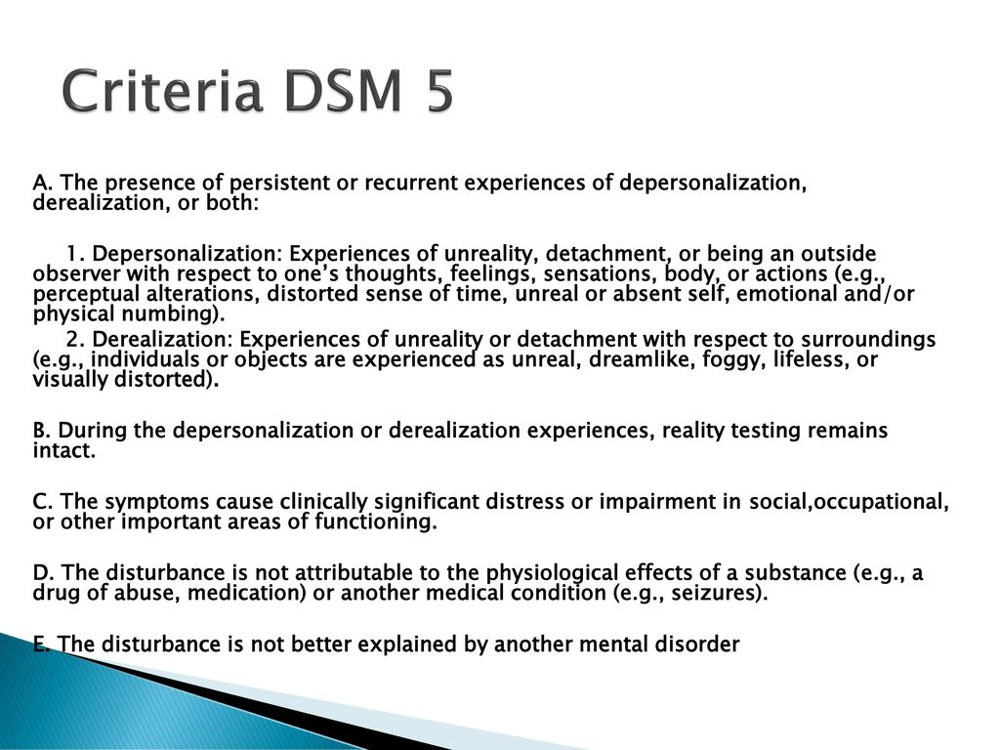 Criteria DSM 5
A. The presence of persistent or recurrent experiences of depersonalization,
derealization, or both:
1. Depersonalization: Experiences of unreality, detachment, or being an outside
observer with respect to one’s thoughts, feelings, sensations, body, or actions (e.g.,
perceptual alterations, distorted sense of time, unreal or absent self, emotional and/or
physical numbing).
2. Derealization: Experiences of unreality or detachment with respect to surroundings
(e.g., individuals or objects are experienced as unreal, dreamlike, foggy, lifeless, or
visually distorted).
B. During the depersonalization or derealization experiences, reality testing remains
intact.
C. The symptoms cause clinically significant distress or impairment in social,occupational,
or other important areas of functioning.
D. The disturbance is not attributable to the physiological effects of a substance (e.g., a
drug of abuse, medication) or another medical condition (e.g., seizures).
E. The disturbance is not better explained by another mental disorder